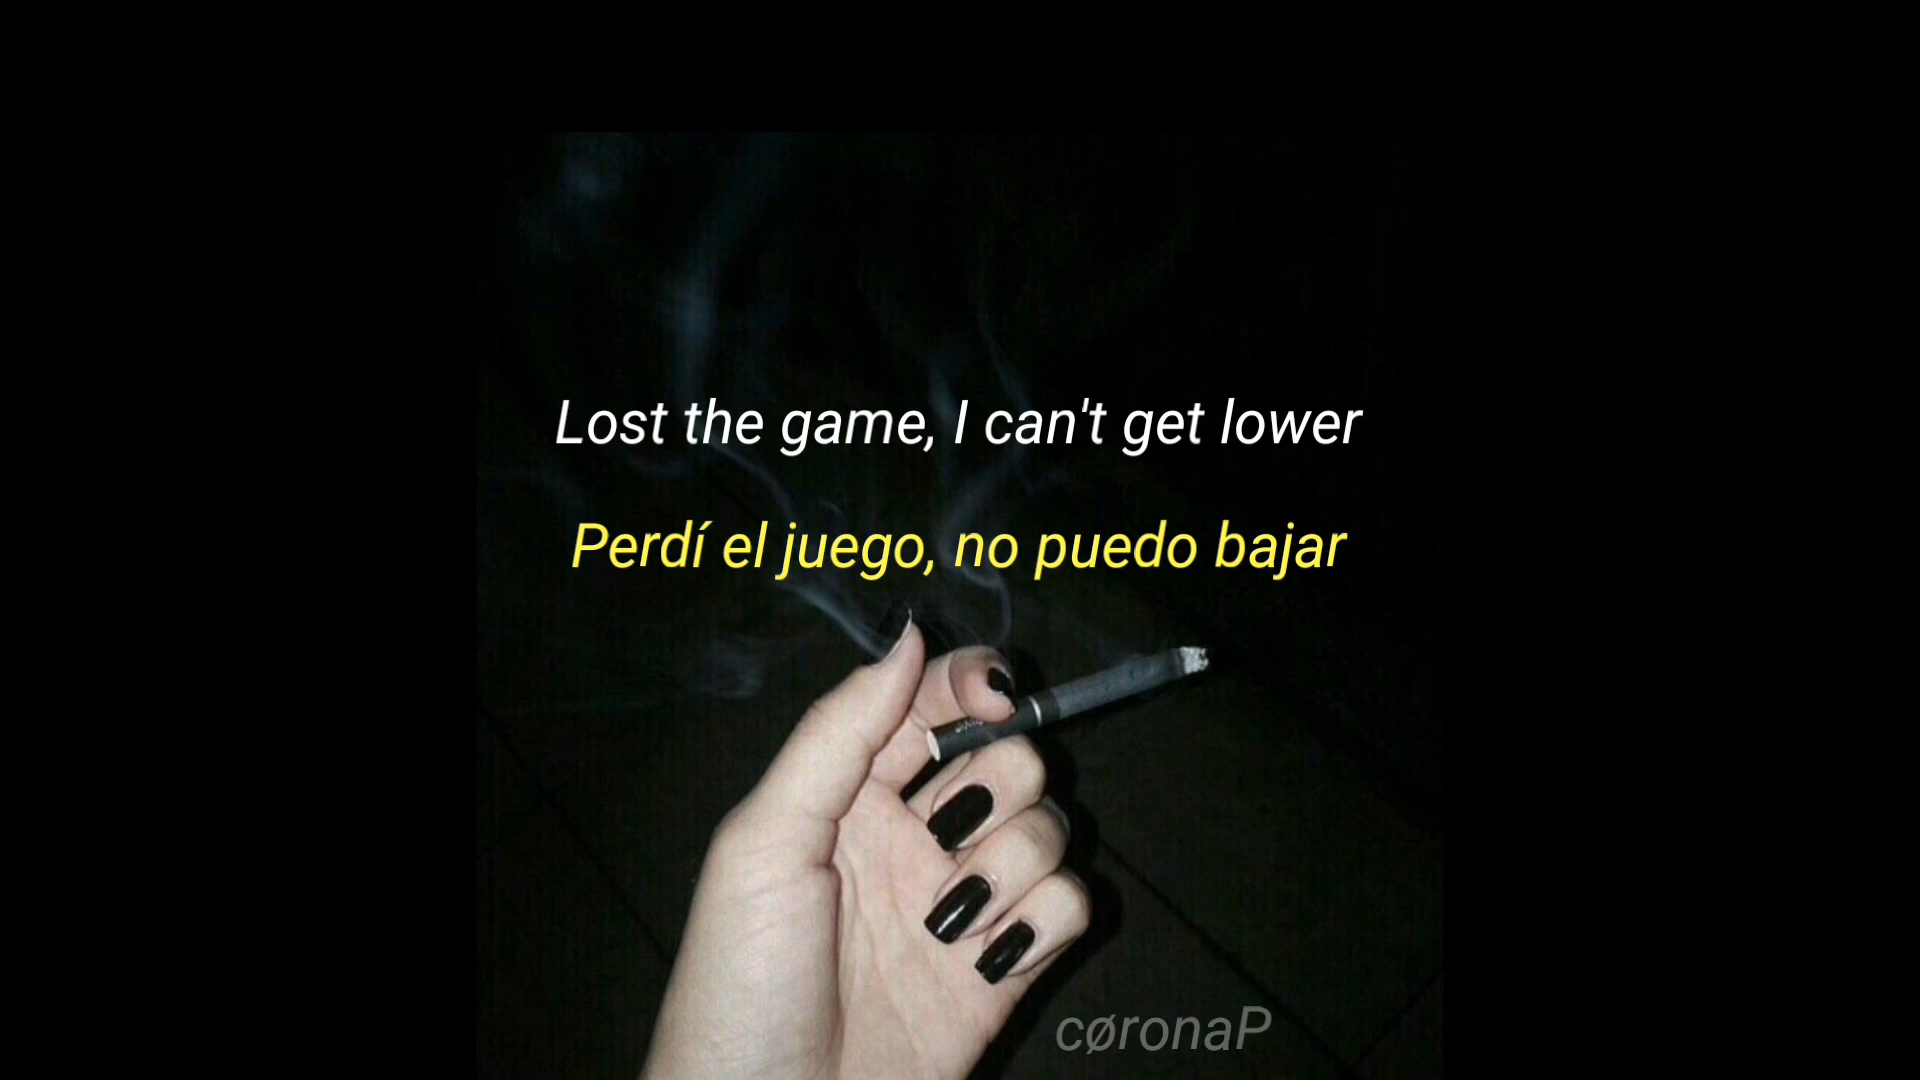 Lost the game, I can't get lower
Perdí el juego, no puedo bajar
cøronaP